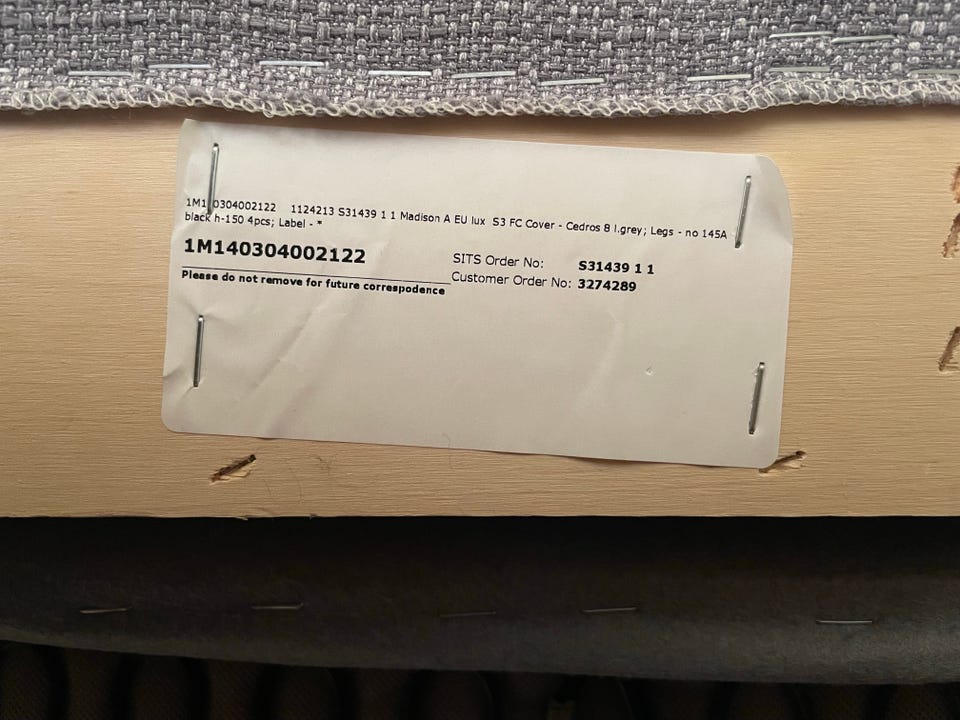 1M140304002122 1124213 S31439 1 1 Madison A EU lux S3 FC Cover - Cedros 8 l.grey; Legs - no 145A
black h-150 4pcs; Label - *
1M140304002122
Please do not remove for future correspodence
SITS Order No: S31439 1 1
Customer Order No: 3274289